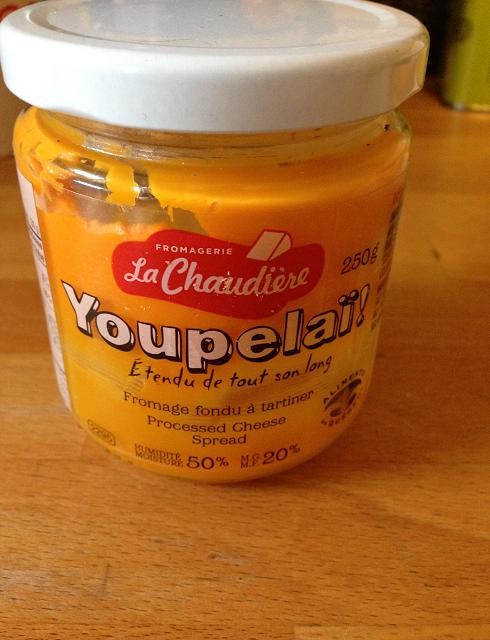 FROMAGERIE
La Chaudière
250g
Youpelaï!
Étendu de tout son long
Fromage fondu à tartiner
Processed Cheese
Spread
HUMIDITÉ
MOISTURE 50%
M.G.
M.F. 20%
ALIMENTS